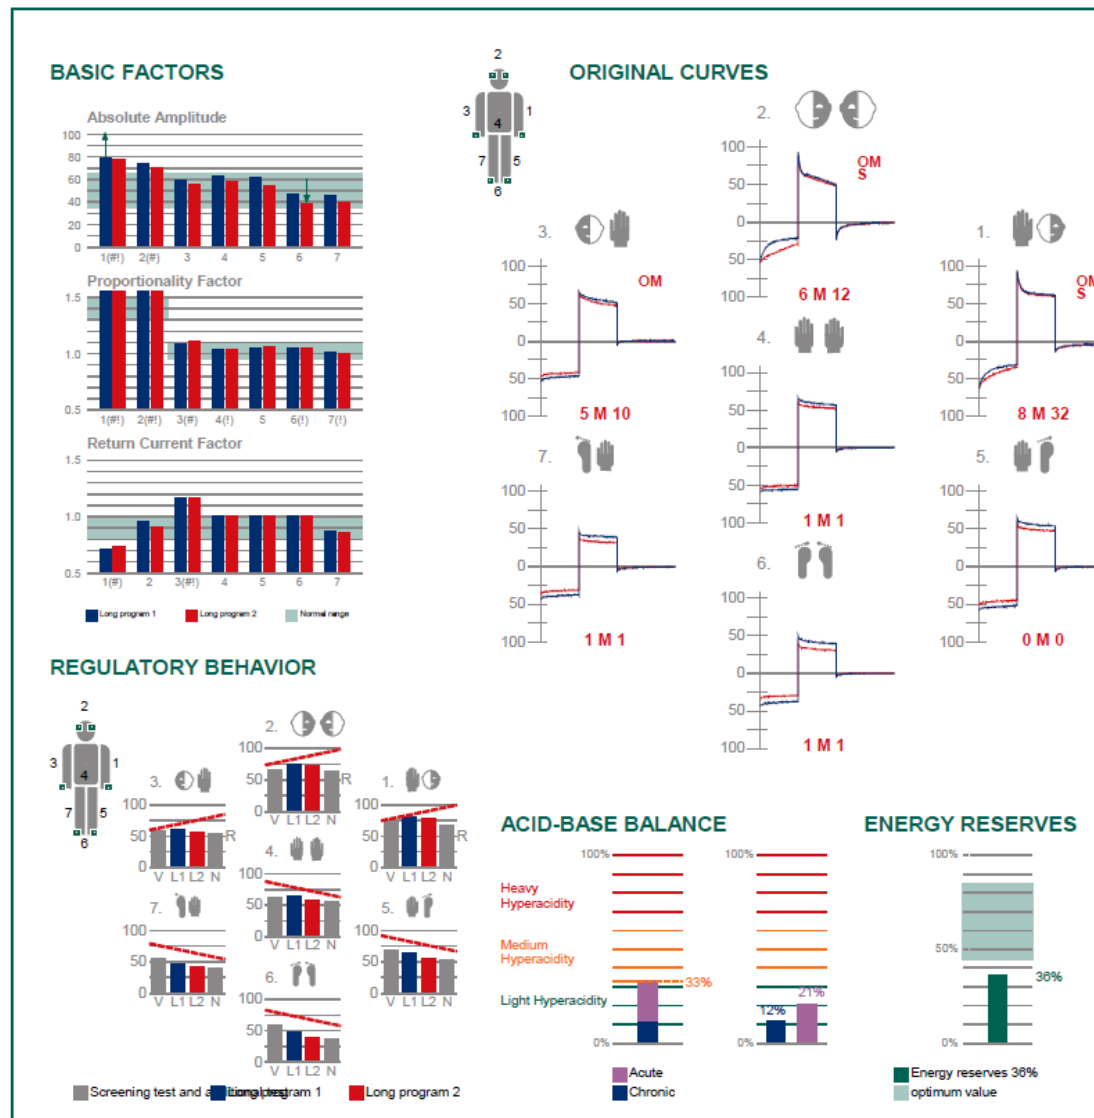 BASIC FACTORS
Absolute Amplitude
100
80
60
40
20
0
1(#!) 2(#) 3 4 5 6(!) 7
Proportionality Factor
1.5
1.0
0.5
1(#!) 2(#!) 3(#) 4(!) 5 6(!) 7(!)
Return Current Factor
1.5
1.0
0.5
1(#) 2 3(#!) 4 5 6 7
Long program 1 Long program 2 Normal range
2
3 1
4
7 5
6
ORIGINAL CURVES
2.
100
50
0
50
100
OM
S
6 M 12
3.
100
50
0
50
100
OM
5 M 10
1.
100
50
0
50
100
OM
S
8 M 32
4.
100
50
0
50
100
1 M 1
7.
100
50
0
50
100
1 M 1
5.
100
50
0
50
100
0 M 0
6.
100
50
0
50
100
1 M 1
REGULATORY BEHAVIOR
2
3 1
4
7 5
6
2.
100
50
0
R
V L1 L2 N
3.
100
50
0
R
V L1 L2 N
1.
100
50
0
R
V L1 L2 N
4.
100
50
0
V L1 L2 N
7.
100
50
0
V L1 L2 N
5.
100
50
0
V L1 L2 N
6.
100
50
0
V L1 L2 N
Screening test and additional test Long program 1 Long program 2
ACID-BASE BALANCE
100% 100%
Heavy
Hyperacidity
Medium
Hyperacidity
33%
Light Hyperacidity
12% 21%
0% 0%
Acute
Chronic
ENERGY RESERVES
100%
50%
36%
0%
Energy reserves 36%
optimum value